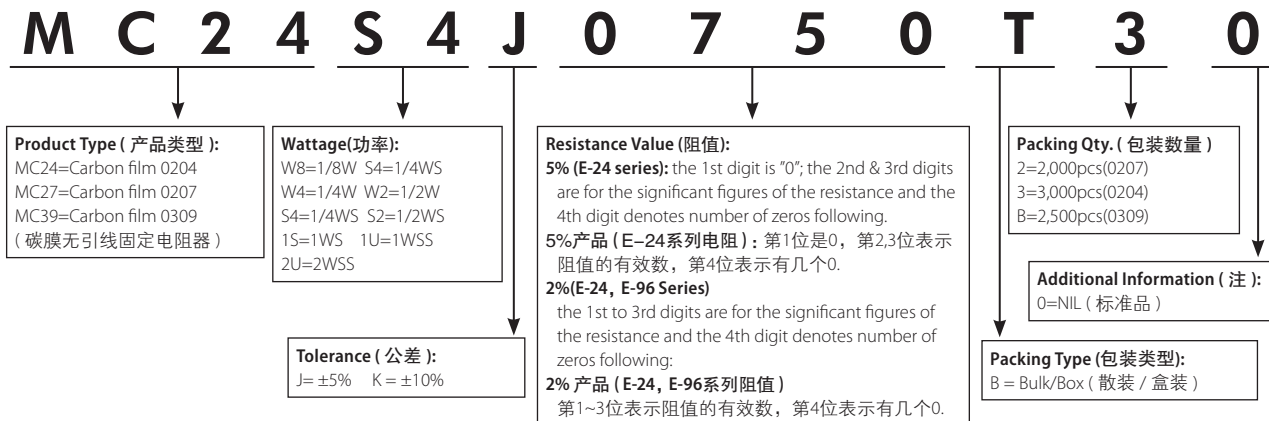 M C 2 4 S 4 J 0 7 5 0 T 3 0
Product Type ( 产品类型 ):
MC24=Carbon film 0204
MC27=Carbon film 0207
MC39=Carbon film 0309
( 碳膜无引线固定电阻器 )
Wattage(功率):
W8=1/8W S4=1/4WS
W4=1/4W W2=1/2W
S4=1/4WS S2=1/2WS
1S=1WS 1U=1WSS
2U=2WSS
Tolerance ( 公差 ):
J= ±5% K = ±10%
Resistance Value (阻值):
5% (E-24 series): the 1st digit is "0"; the 2nd & 3rd digits
are for the significant figures of the resistance and the
4th digit denotes number of zeros following.
5%产品 ( E–24系列电阻 ) : 第1位是0，第2,3位表示
阻值的有效数，第4位表示有几个0.
2%(E-24, E-96 Series)
the 1st to 3rd digits are for the significant figures of
the resistance and the 4th digit denotes number of
zeros following:
2% 产品 ( E-24, E-96系列阻值 )
第1~3位表示阻值的有效数，第4位表示有几个0.
Packing Qty. ( 包装数量 )
2=2,000pcs(0207)
3=3,000pcs(0204)
B=2,500pcs(0309)
Additional Information ( 注 ):
0=NIL ( 标准品 )
Packing Type (包装类型):
B = Bulk/Box ( 散装 / 盒装 )